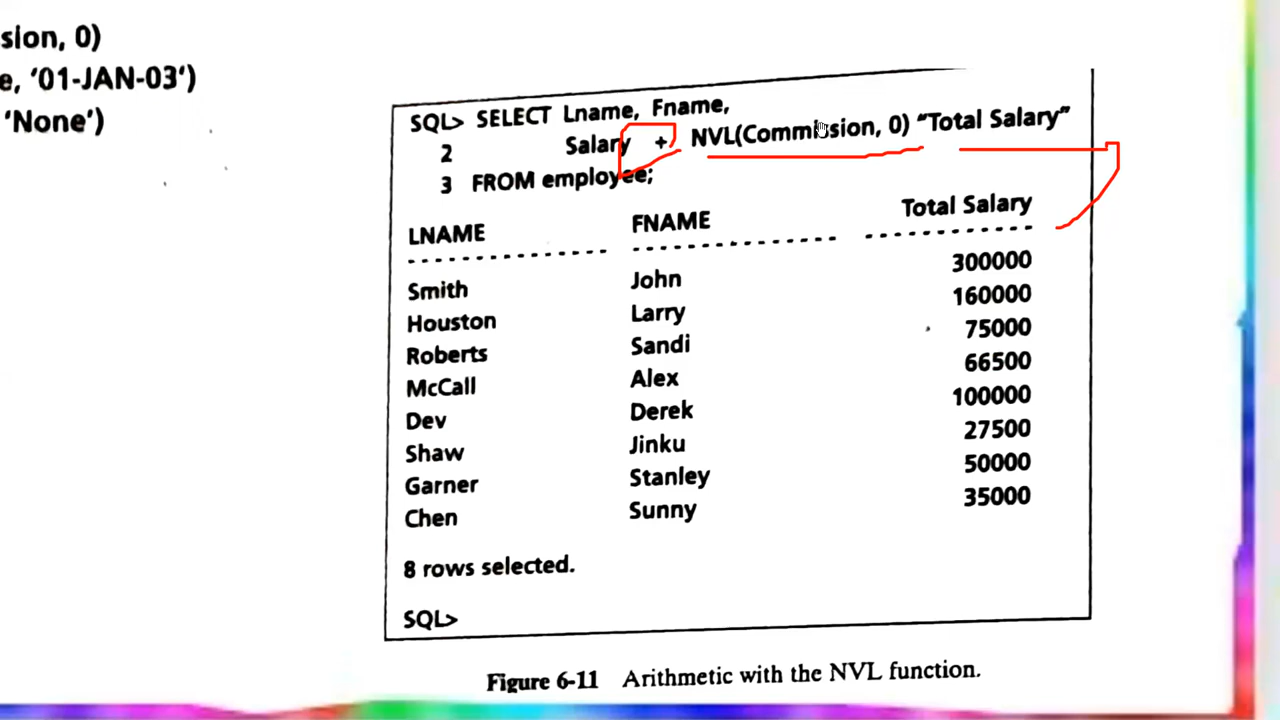 sion, 0)
e, '01-JAN-03')
'None')
SQL> SELECT Lname, Fname,
2 Salary + NVL(Commission, 0) "Total Salary"
3 FROM employee;
LNAME FNAME Total Salary
Smith John 300000
Houston Larry 160000
Roberts Sandi 75000
McCall Alex 66500
Dev Derek 100000
Shaw Jinku 27500
Garner Stanley 50000
Chen Sunny 35000
8 rows selected.
SQL>
Figure 6-11 Arithmetic with the NVL function.